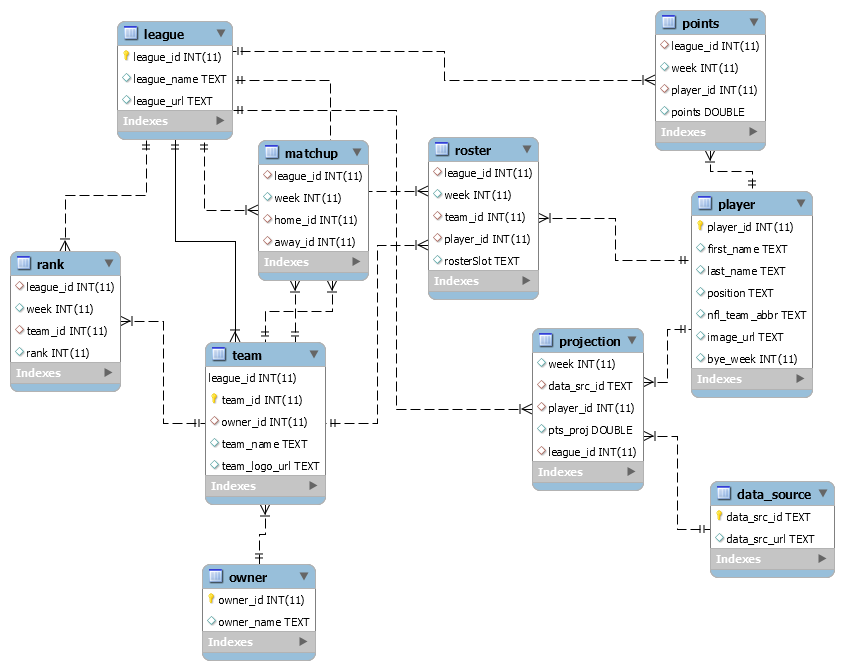 league
league_id INT(11)
league_name TEXT
league_url TEXT
Indexes
points
league_id INT(11)
week INT(11)
player_id INT(11)
points DOUBLE
Indexes
matchup
league_id INT(11)
week INT(11)
home_id INT(11)
away_id INT(11)
Indexes
roster
league_id INT(11)
week INT(11)
team_id INT(11)
player_id INT(11)
rosterSlot TEXT
Indexes
player
player_id INT(11)
first_name TEXT
last_name TEXT
position TEXT
nfl_team_abbr TEXT
image_url TEXT
bye_week INT(11)
Indexes
rank
league_id INT(11)
week INT(11)
team_id INT(11)
rank INT(11)
Indexes
team
league_id INT(11)
team_id INT(11)
owner_id INT(11)
team_name TEXT
team_logo_url TEXT
Indexes
projection
week INT(11)
data_src_id TEXT
player_id INT(11)
pts_proj DOUBLE
league_id INT(11)
Indexes
data_source
data_src_id TEXT
data_src_url TEXT
Indexes
owner
owner_id INT(11)
owner_name TEXT
Indexes